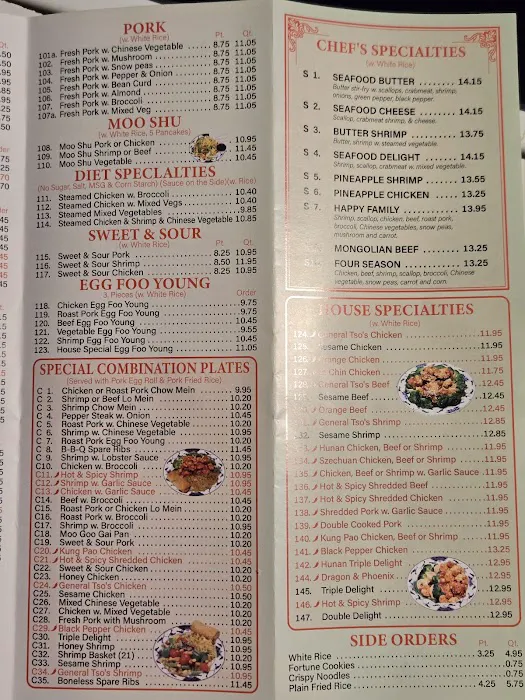 PORK
(w. White Rice) Pt. Qt.
101a. Fresh Pork w. Chinese Vegetable 8.75 11.05
102. Fresh Pork w. Mushroom 8.75 11.05
103. Fresh Pork w. Snow peas 8.75 11.05
104. Fresh Pork w. Pepper & Onion 8.75 11.05
105. Fresh Pork w. Bean Curd 8.75 11.05
106. Fresh Pork w. Almond 8.75 11.05
107. Fresh Pork w. Broccoli 8.75 11.05
107a. Fresh Pork w. Mixed Veg 8.75 11.05
MOO SHU
(w. White Rice, 5 Pancakes)
108. Moo Shu Pork or Chicken 10.95
109. Moo Shu Shrimp or Beef 11.45
110. Moo Shu Vegetable 10.45
DIET SPECIALTIES
(No Sugar, Salt, MSG & Corn Starch) (Sauce on the Side)(w. Rice)
111. Steamed Chicken w. Broccoli 10.40
112. Steamed Chicken w. Mixed Vegs 10.40
113. Steamed Mixed Vegetables 9.85
114. Steamed Chicken & Shrimp & Chinese Vegetable 10.85
SWEET & SOUR
(w. White Rice) Pt. Qt.
115. Sweet & Sour Pork 8.25 10.95
116. Sweet & Sour Shrimp 8.50 11.95
117. Sweet & Sour Chicken 8.25 10.95
EGG FOO YOUNG
3. Pieces (w. White Rice) Order
118. Chicken Egg Foo Young 9.75
119. Roast Pork Egg Foo Young 9.75
120. Beef Egg Foo Young 10.45
121. Vegetable Egg Foo Young 9.55
122. Shrimp Egg Foo Young 10.45
123. House Special Egg Foo Young 11.05
SPECIAL COMBINATION PLATES
(Served with Pork Egg Roll & Pork Fried Rice)
C 1. Chicken or Roast Pork Chow Mein 9.95
C 2. Shrimp or Beef Lo Mein 10.20
C 3. Shrimp Chow Mein 10.20
C 4. Pepper Steak w. Onion 10.45
C 5. Roast Pork w. Chinese Vegetable 10.20
C 6. Shrimp w. Chinese Vegetable 10.95
C 7. Roast Pork Egg Foo Young 10.20
C 8. B-B-Q Spare Ribs 11.45
C 9. Shrimp w. Lobster Sauce 10.95
C10. Chicken w. Broccoli 10.20
C11. Hot & Spicy Shrimp 10.95
C12. Shrimp w. Garlic Sauce 10.95
C13. Chicken w. Garlic Sauce 10.45
C14. Beef w. Broccoli 10.45
C15. Roast Pork or Chicken Lo Mein 10.20
C16. Roast Pork w. Broccoli 10.20
C17. Shrimp w. Broccoli 10.95
C18. Moo Goo Gai Pan 10.20
C19. Sweet & Sour Pork 10.20
C20. Kung Pao Chicken 10.45
C21. Hot & Spicy Shredded Chicken 10.45
C22. Sweet & Sour Chicken 10.20
C23. Honey Chicken 10.20
C24. General Tso's Chicken 10.50
C25. Sesame Chicken 10.50
C26. Mixed Chinese Vegetable 10.20
C27. Chicken w. Mixed Vegetable 10.20
C28. Fresh Pork with Mushroom 10.20
C29. Black Pepper Chicken 10.45
C30. Triple Delight 10.95
C31. Honey Shrimp 10.95
C32. Shrimp Basket (21) 10.20
C33. Sesame Shrimp 10.95
C34. General Tso's Shrimp 10.95
C35. Boneless Spare Ribs 11.45
CHEF'S SPECIALTIES
(w. White Rice)
S 1. SEAFOOD BUTTER 14.15
Butter stir-fry w. scallops, crabmeat, shrimp,
onions, green pepper, black pepper.
S 2. SEAFOOD CHEESE 14.15
Scallop, crabmeat shrimp, & cheese.
S 3. BUTTER SHRIMP 13.75
Butter, shrimp w. steamed vegetable.
S 4. SEAFOOD DELIGHT 14.15
Shrimp, scallop, crabmeat w. mixed vegetable.
S 5. PINEAPPLE SHRIMP 13.55
S 6. PINEAPPLE CHICKEN 13.25
S 7. HAPPY FAMILY 13.95
Shrimp, scallop, chicken, beef, roast pork,
broccoli, Chinese vegetables, snow peas,
mushroom and carrot.
MONGOLIAN BEEF 13.25
FOUR SEASON 13.25
Chicken, beef, shrimp, scallop, broccoli, Chinese
vegetable, snow peas, carrot and corn.
HOUSE SPECIALTIES
(w. White Rice)
124. General Tso's Chicken 11.95
Sesame Chicken 11.95
Orange Chicken 11.95
Chin Chicken 11.75
General Tso's Beef 12.45
Sesame Beef 12.45
Orange Beef 12.45
General Tso's Shrimp 12.85
Sesame Shrimp 12.85
Hunan Chicken, Beef or Shrimp 11.95
Szechuan Chicken, Beef or Shrimp 11.95
135. Chicken, Beef or Shrimp w. Garlic Sauce 11.95
136. Hot & Spicy Shredded Beef 11.95
137. Hot & Spicy Shredded Chicken 11.95
138. Shredded Pork w. Garlic Sauce 11.95
139. Double Cooked Pork 11.95
140. Kung Pao Chicken, Beef or Shrimp 11.95
141. Black Pepper Chicken 13.25
142. Hunan Triple Delight 12.95
144. Dragon & Phoenix 12.95
145. Triple Delight 12.95
146. Hot & Spicy Shrimp 12.95
147. Double Delight 12.95
SIDE ORDERS
Pt. Qt.
White Rice 3.25 4.95
Fortune Cookies 0.75
Crispy Noodles 0.75
Plain Fried Rice 4.25 5.75